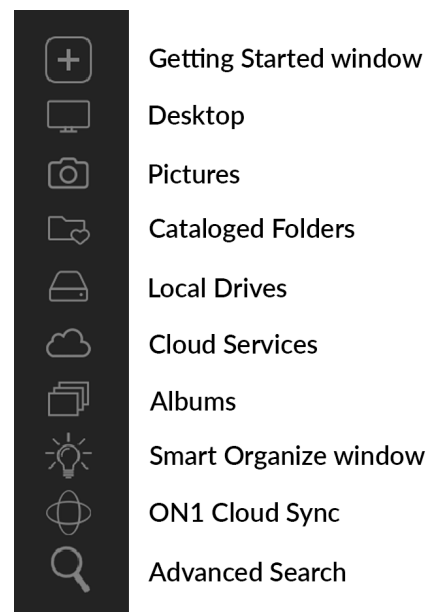 Getting Started window
Desktop
Pictures
Cataloged Folders
Local Drives
Cloud Services
Albums
Smart Organize window
ON1 Cloud Sync
Advanced Search